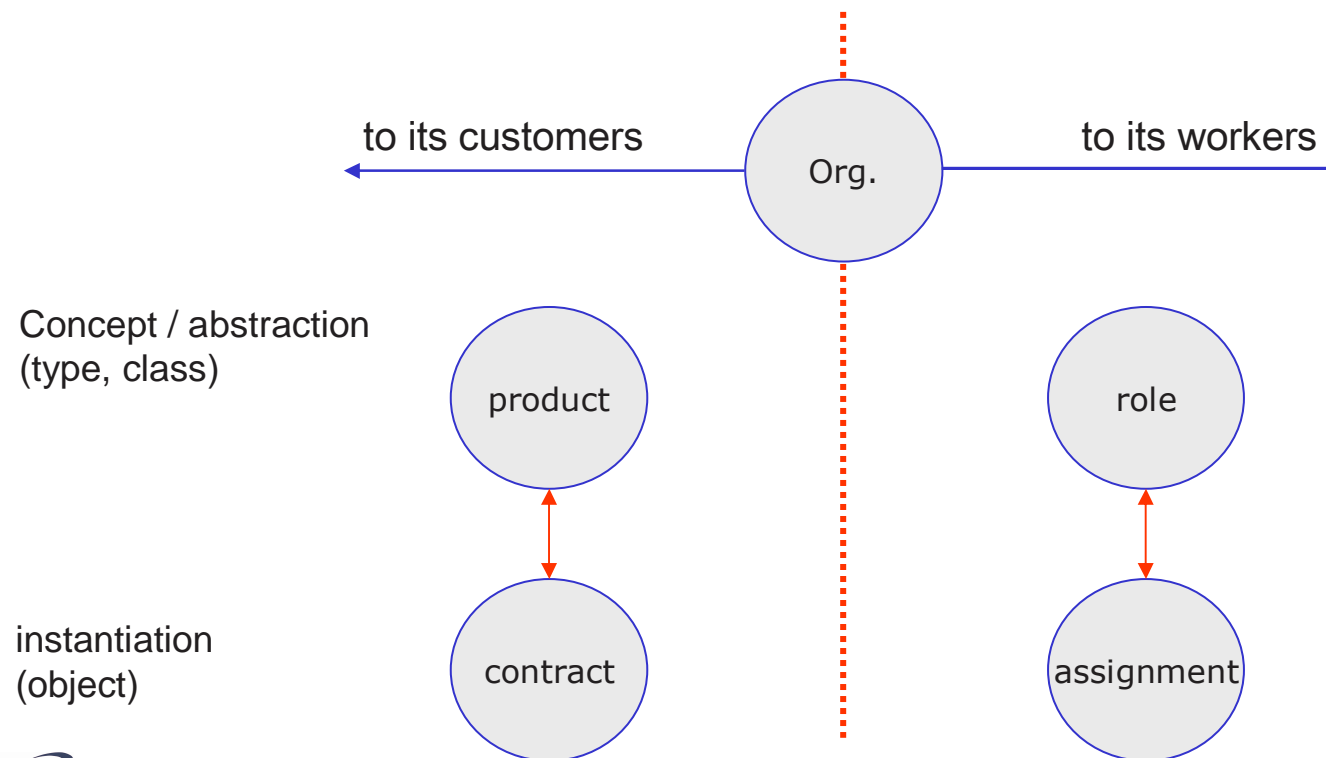 to its customers
Org.
to its workers
Concept / abstraction
(type, class)
product
role
instantiation
(object)
contract
assignment